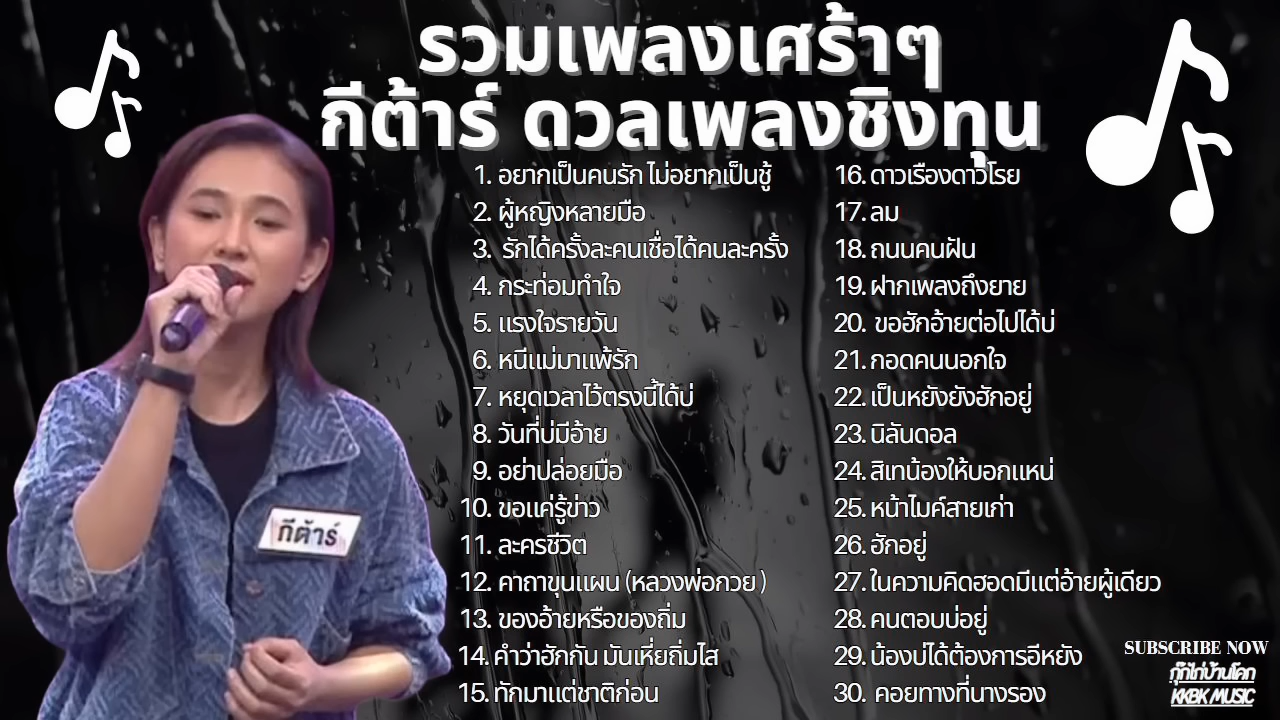 รวมเพลงเศร้าๆ
กีต้าร์ ดวลเพลงชิงทุน
1. อยากเป็นคนรัก ไม่อยากเป็นชู้
2. ผู้หญิงหลายมือ
3. รักได้ครั้งละคนเชื่อได้คนละครั้ง
4. กระท่อมทำใจ
5. แรงใจรายวัน
6. หนีแม่มาแพ้รัก
7. หยุดเวลาไว้ตรงนี้ได้บ่
8. วันที่บ่มีอ้าย
9. อย่าปล่อยมือ
10. ขอแค่รู้ข่าว
11. ละครชีวิต
12. คาถาขุนแผน (หลวงพ่อกวย )
13. ของอ้ายหรือของถิ่ม
14. คำว่าฮักกัน มันเหี่ยถิ่มไส
15. ทักมาแต่ชาติก่อน
16. ดาวเรืองดาวโรย
17. ลม
18. ถนนคนฝัน
19. ฝากเพลงถึงยาย
20. ขอฮักอ้ายต่อไปได้บ่
21. กอดคนนอกใจ
22. เป็นหยังยังฮักอยู่
23. นิลันดอล
24. สิเทน้องให้บอกแหน่
25. หน้าไมค์สายเก่า
26. ฮักอยู่
27. ในความคิดฮอดมีแต่อ้ายผู้เดียว
28. คนตอบบ่อยู่
29. น้องบ่ได้ต้องการอีหยัง
30. คอยทางที่นางรอง
กีต้าร์
SUBSCRIBE NOW
กุ๊กไก่บ้านโคก
KKBK MUSIC